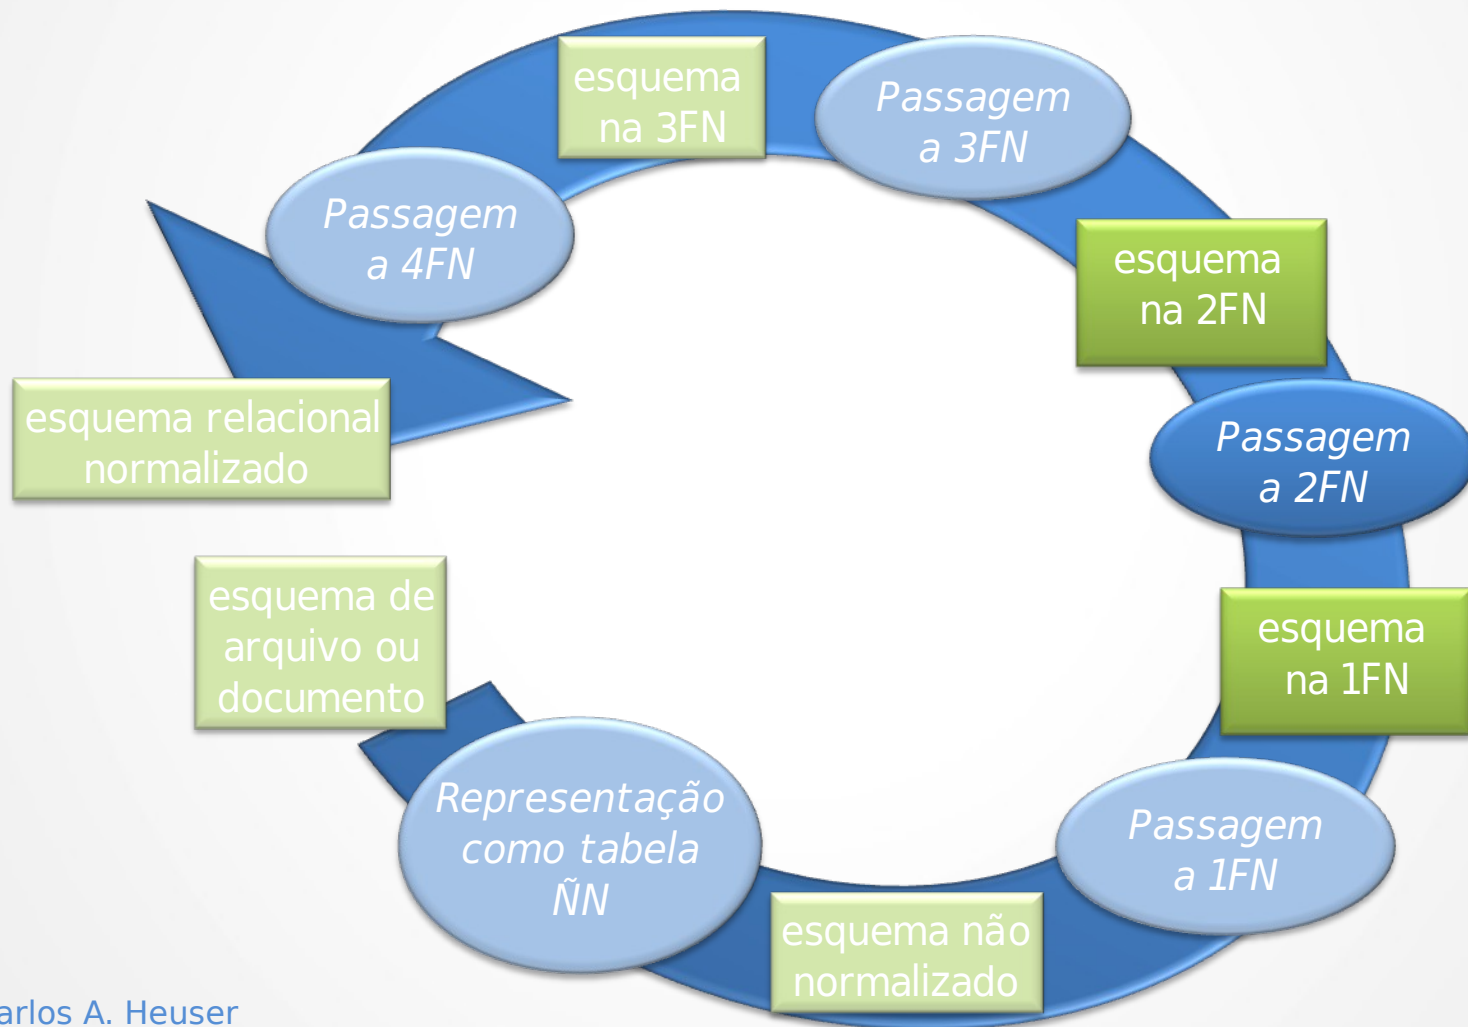 esquema
na 3FN
Passagem
a 3FN
Passagem
a 4FN
esquema
na 2FN
esquema relacional
normalizado
Passagem
a 2FN
esquema de
arquivo ou
documento
esquema
na 1FN
Representação
como tabela
ÑN
Passagem
a 1FN
esquema não
normalizado
arlos A. Heuser